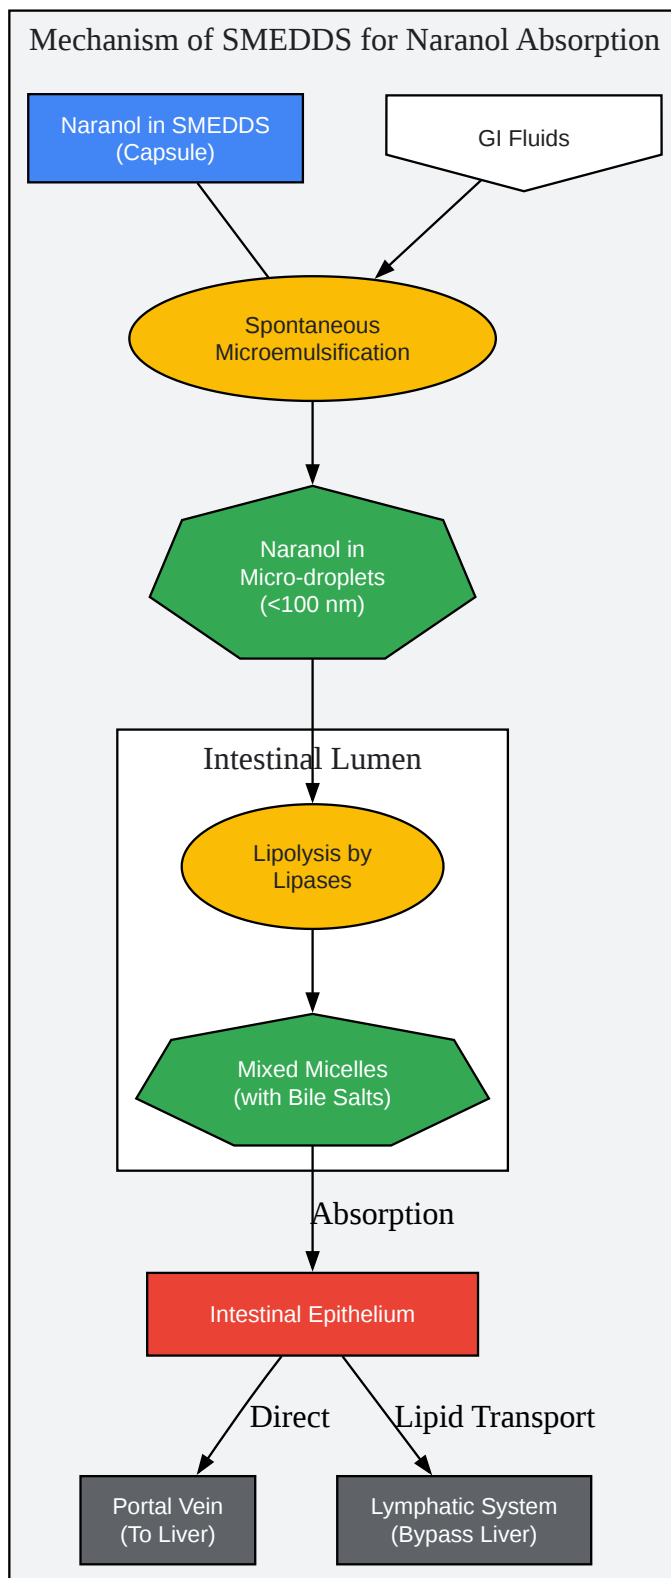 Mechanism of SMEDDS for Naranol Absorption
Naranol in SMEDDS
(Capsule)
GI Fluids
Spontaneous
Microemulsification
Naranol in
Micro-droplets
(<100 nm)
Intestinal Lumen
Lipolysis by
Lipases
Mixed Micelles
(with Bile Salts)
Absorption
Intestinal Epithelium
Direct
Lipid Transport
Portal Vein
(To Liver)
Lymphatic System
(Bypass Liver)